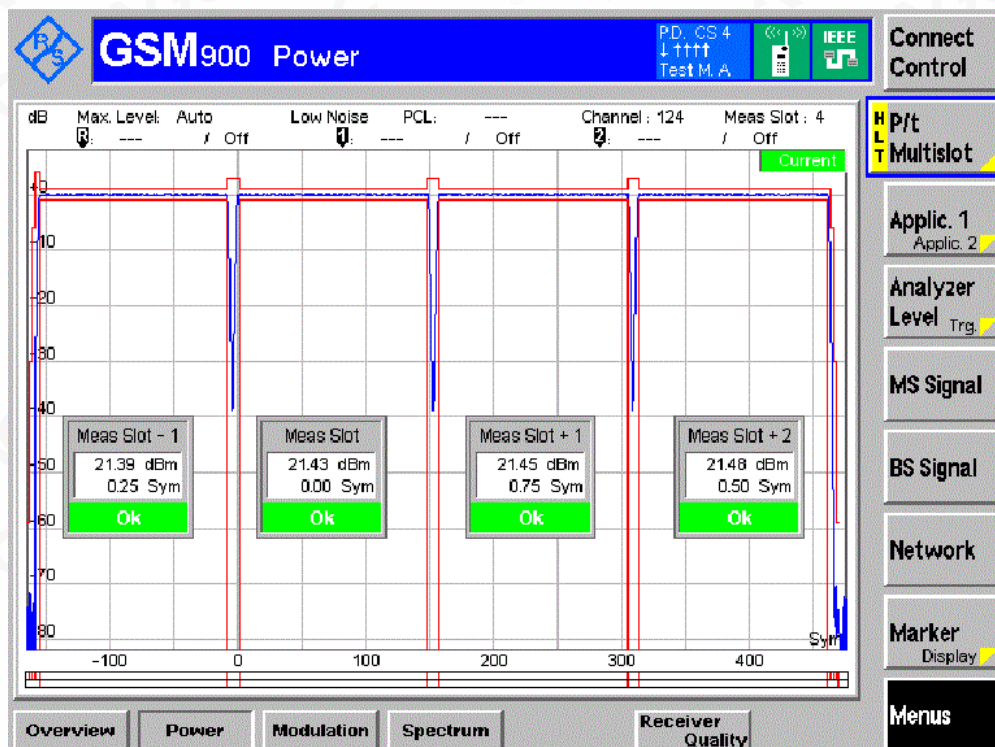 R/S
GSM900 Power
P.D. CS 4
↓ ↑↑↑↑
Test M. A
IEEE
Connect
Control
dB Max. Level: Auto Low Noise PCL: --- Channel : 124 Meas Slot : 4
R: --- / Off 1: --- / Off 2: --- / Off
Current
HLT
P/t
Multislot
Applic. 1
Applic. 2
Analyzer
Level Trg.
MS Signal
BS Signal
Network
Marker
Display
Menus
+0
-10
-20
-30
-40
-50
-60
-70
-80
Meas Slot - 1
21.39 dBm
0.25 Sym
Ok
Meas Slot
21.43 dBm
0.00 Sym
Ok
Meas Slot + 1
21.45 dBm
0.75 Sym
Ok
Meas Slot + 2
21.48 dBm
0.50 Sym
Ok
Sym
-100 0 100 200 300 400
Overview Power Modulation Spectrum Receiver
Quality